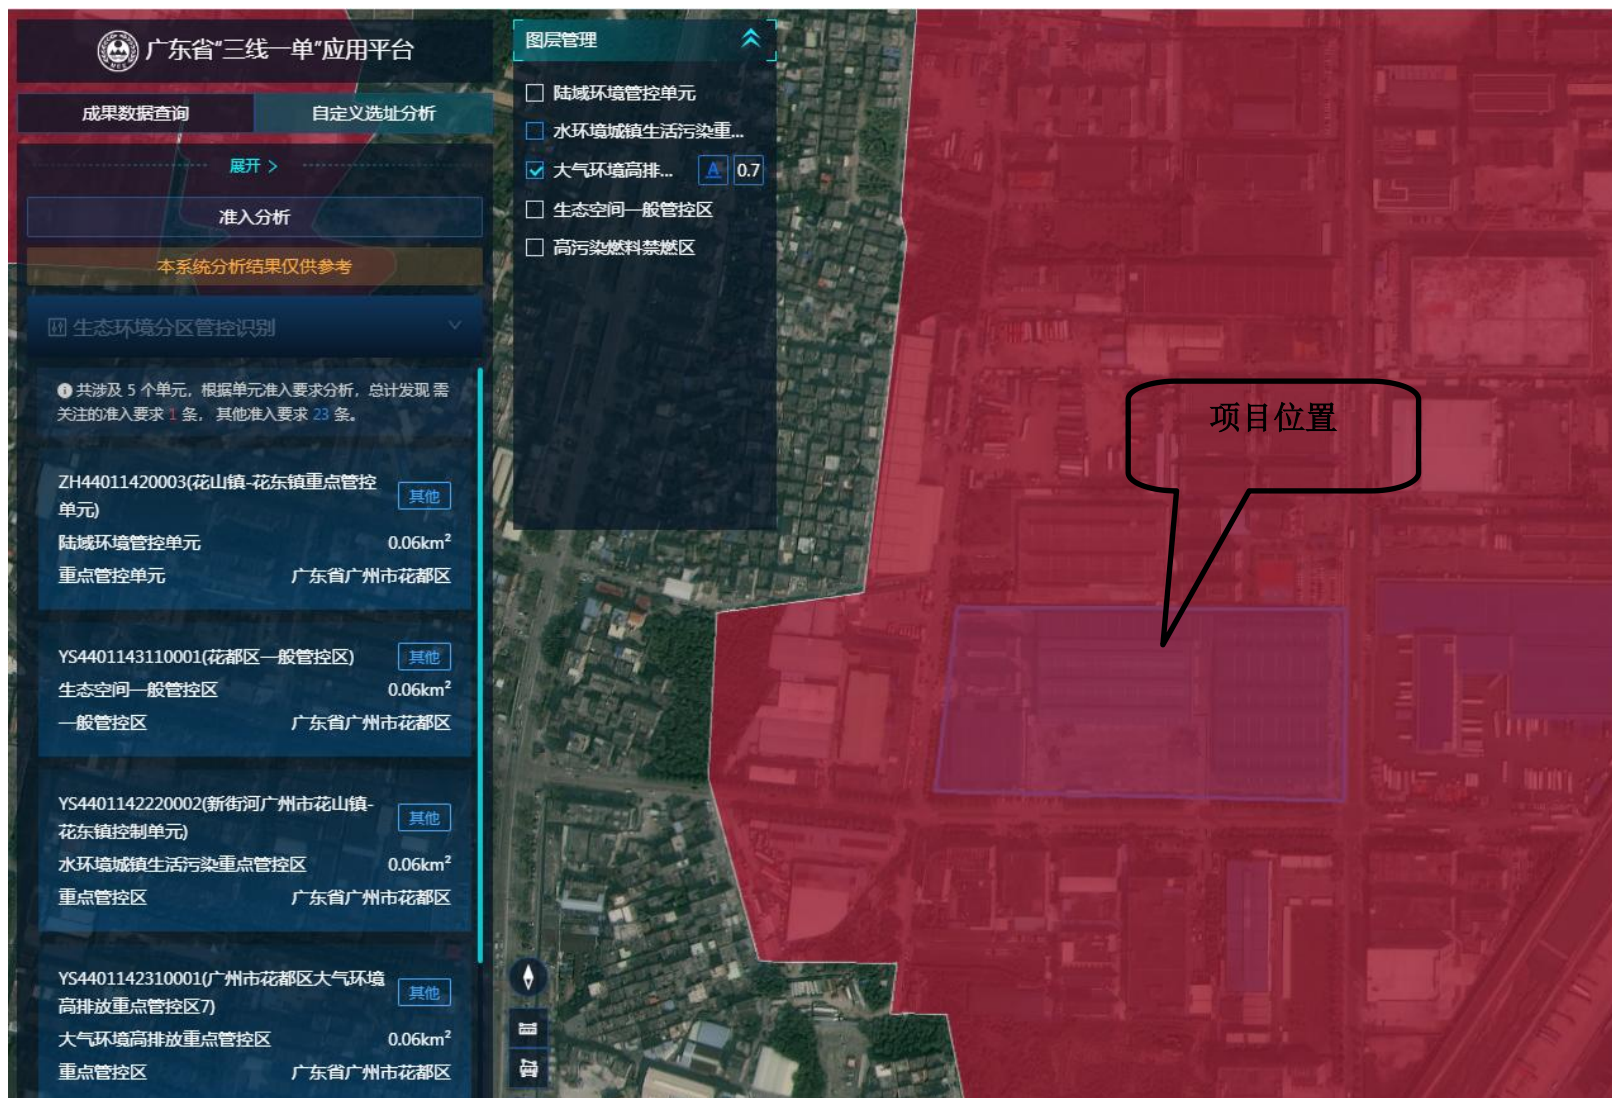 广东省"三线一单"应用平台
成果数据查询
自定义选址分析
展开 >
准入分析
本系统分析结果仅供参考
生态环境分区管控识别
共涉及 5 个单元，根据单元准入要求分析，总计发现 需
关注的准入要求 1 条，其他准入要求 23 条。
ZH44011420003(花山镇-花东镇重点管控
单元)
其他
陆域环境管控单元 0.06km²
重点管控单元 广东省广州市花都区
YS4401143110001(花都区一般管控区)
其他
生态空间一般管控区 0.06km²
一般管控区 广东省广州市花都区
YS4401142220002(新街河广州市花山镇-
花东镇控制单元)
其他
水环境城镇生活污染重点管控区 0.06km²
重点管控区 广东省广州市花都区
YS4401142310001(广州市花都区大气环境
高排放重点管控区7)
其他
大气环境高排放重点管控区 0.06km²
重点管控区 广东省广州市花都区
图层管理
陆域环境管控单元
水环境城镇生活污染重...
大气环境高排... A 0.7
生态空间一般管控区
高污染燃料禁燃区
项目位置